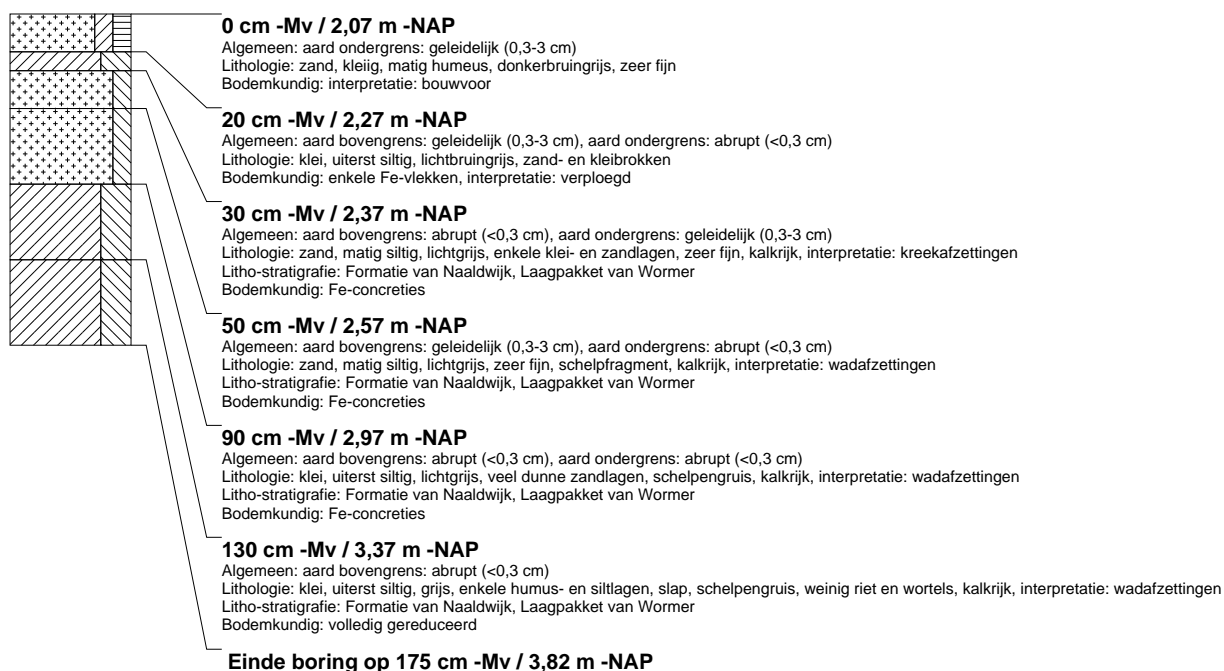 0 cm -Mv / 2,07 m -NAP
Algemeen: aard ondergrens: geleidelijk (0,3-3 cm)
Lithologie: zand, kleiig, matig humeus, donkerbruingrijs, zeer fijn
Bodemkundig: interpretatie: bouwvoor
20 cm -Mv / 2,27 m -NAP
Algemeen: aard bovengrens: geleidelijk (0,3-3 cm), aard ondergrens: abrupt (<0,3 cm)
Lithologie: klei, uiterst siltig, lichtbruingrijs, zand- en kleibrokken
Bodemkundig: enkele Fe-vlekken, interpretatie: verploegd
30 cm -Mv / 2,37 m -NAP
Algemeen: aard bovengrens: abrupt (<0,3 cm), aard ondergrens: geleidelijk (0,3-3 cm)
Lithologie: zand, matig siltig, lichtgrijs, enkele klei- en zandlagen, zeer fijn, kalkrijk, interpretatie: kreekafzettingen
Litho-stratigrafie: Formatie van Naaldwijk, Laagpakket van Wormer
Bodemkundig: Fe-concreties
50 cm -Mv / 2,57 m -NAP
Algemeen: aard bovengrens: geleidelijk (0,3-3 cm), aard ondergrens: abrupt (<0,3 cm)
Lithologie: zand, matig siltig, lichtgrijs, zeer fijn, schelpfragment, kalkrijk, interpretatie: wadafzettingen
Litho-stratigrafie: Formatie van Naaldwijk, Laagpakket van Wormer
Bodemkundig: Fe-concreties
90 cm -Mv / 2,97 m -NAP
Algemeen: aard bovengrens: abrupt (<0,3 cm), aard ondergrens: abrupt (<0,3 cm)
Lithologie: klei, uiterst siltig, lichtgrijs, veel dunne zandlagen, schelpengruis, kalkrijk, interpretatie: wadafzettingen
Litho-stratigrafie: Formatie van Naaldwijk, Laagpakket van Wormer
Bodemkundig: Fe-concreties
130 cm -Mv / 3,37 m -NAP
Algemeen: aard bovengrens: abrupt (<0,3 cm)
Lithologie: klei, uiterst siltig, grijs, enkele humus- en siltlagen, slap, schelpengruis, weinig riet en wortels, kalkrijk, interpretatie: wadafzettingen
Litho-stratigrafie: Formatie van Naaldwijk, Laagpakket van Wormer
Bodemkundig: volledig gereduceerd
Einde boring op 175 cm -Mv / 3,82 m -NAP